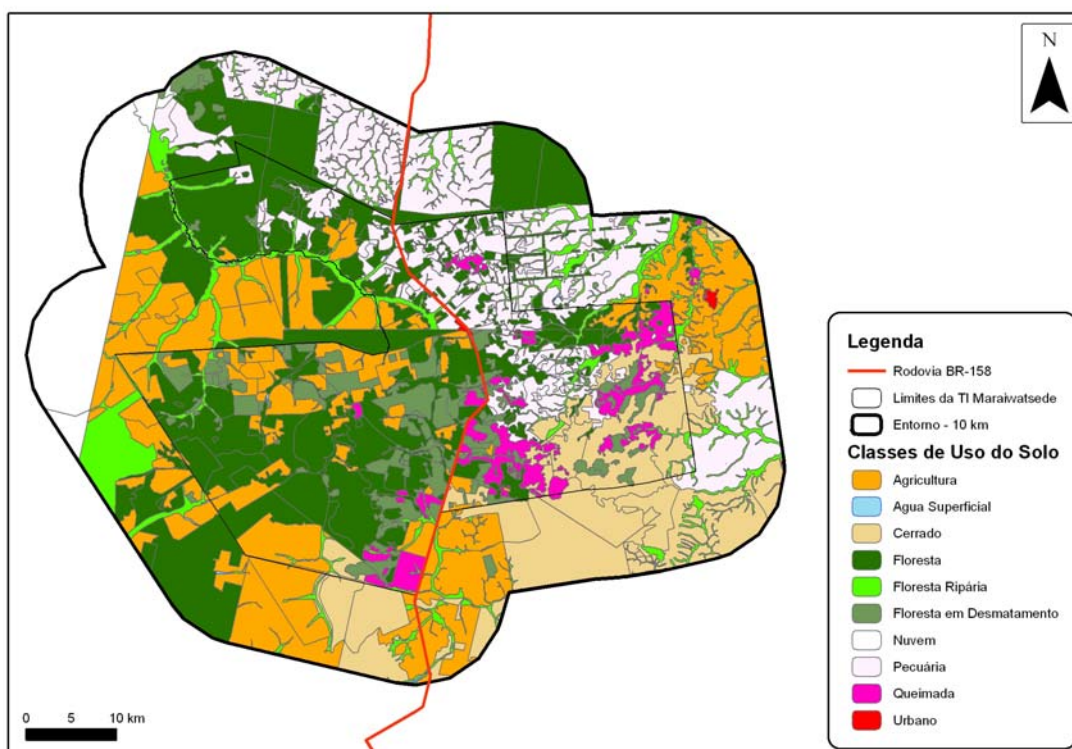 N
Legenda
Rodovia BR-158
Limites da TI Maraiwatsede
Entorno - 10 km
Classes de Uso do Solo
Agricultura
Agua Superficial
Cerrado
Floresta
Floresta Ripária
Floresta em Desmatamento
Nuvem
Pecuária
Queimada
Urbano
0 5 10 km